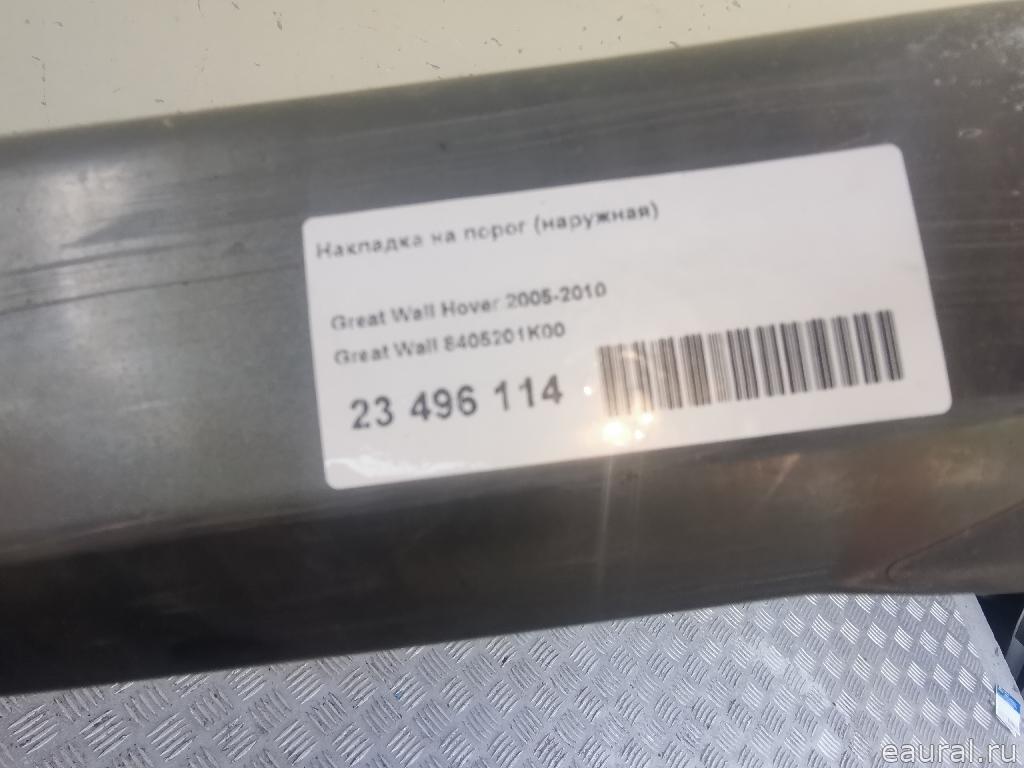 Накладка на порог (наружная)
Great Wall Hover 2005-2010
Great Wall 8405201K00
23 496 114
eaural.ru